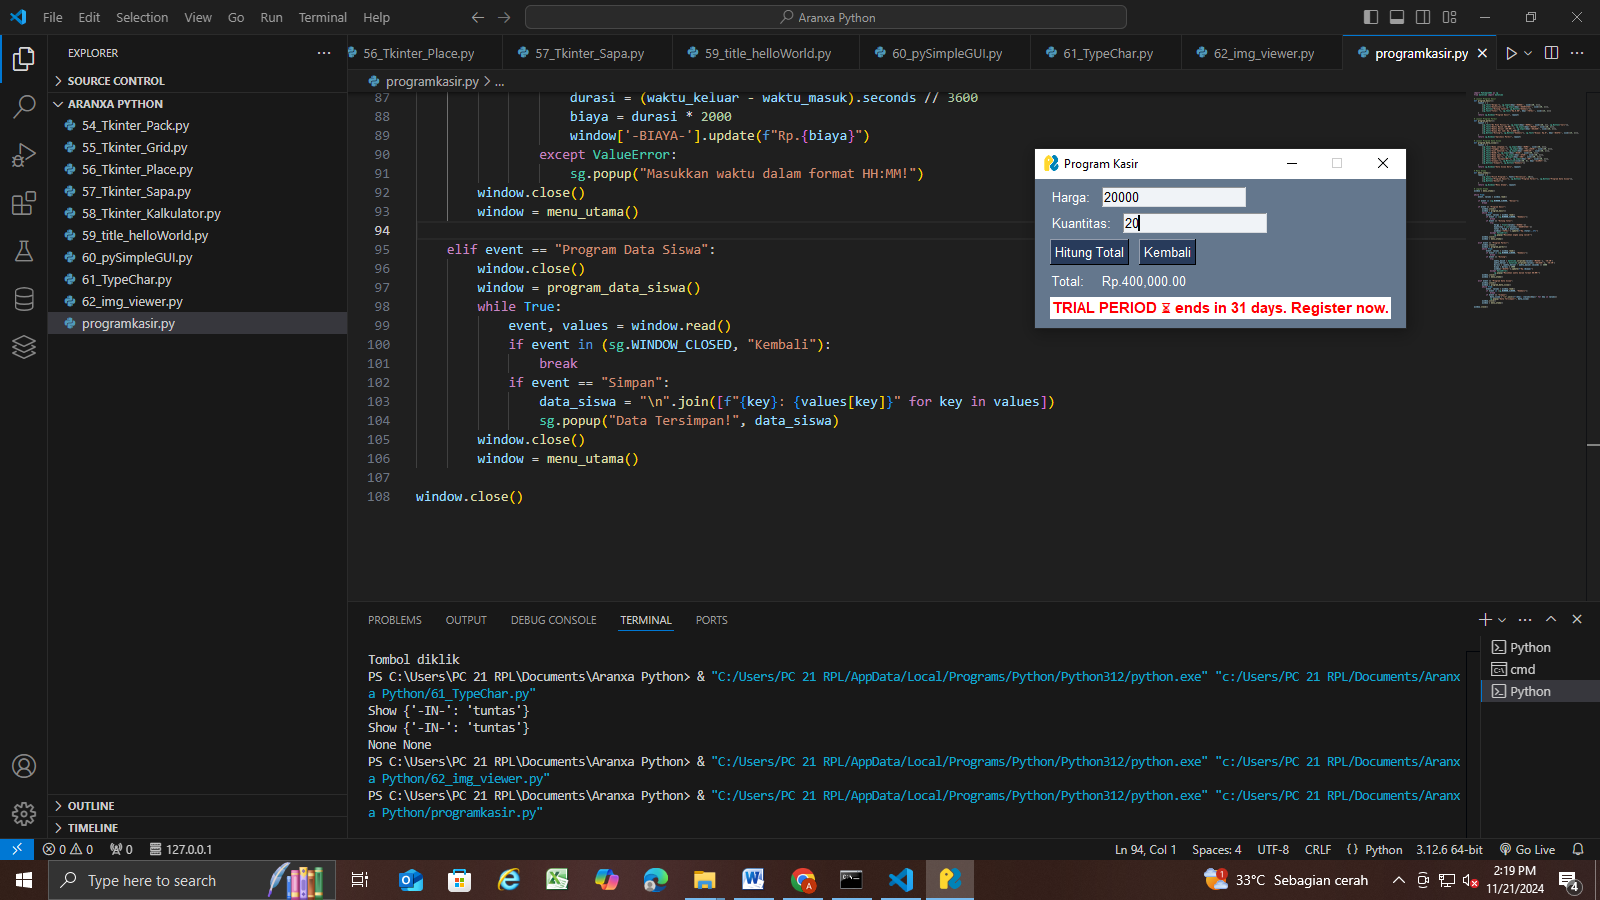 File Edit Selection View Go Run Terminal Help
Aranxa Python
EXPLORER
SOURCE CONTROL
ARANXA PYTHON
54_Tkinter_Pack.py
55_Tkinter_Grid.py
56_Tkinter_Place.py
57_Tkinter_Sapa.py
58_Tkinter_Kalkulator.py
59_title_helloWorld.py
60_pySimpleGUI.py
61_TypeChar.py
62_img_viewer.py
programkasir.py
OUTLINE
TIMELINE
56_Tkinter_Place.py 57_Tkinter_Sapa.py 59_title_helloWorld.py 60_pySimpleGUI.py 61_TypeChar.py 62_img_viewer.py programkasir.py
programkasir.py > ...
87 durasi = (waktu_keluar - waktu_masuk).seconds // 3600
88 biaya = durasi * 2000
89 window['-BIAYA-'].update(f"Rp.{biaya}")
90 except ValueError:
91 sg.popup("Masukkan waktu dalam format HH:MM!")
92 window.close()
93 window = menu_utama()
94
95 elif event == "Program Data Siswa":
96 window.close()
97 window = program_data_siswa()
98 while True:
99 event, values = window.read()
100 if event in (sg.WINDOW_CLOSED, "Kembali"):
101 break
102 if event == "Simpan":
103 data_siswa = "\n".join([f"{key}: {values[key]}" for key in values])
104 sg.popup("Data Tersimpan!", data_siswa)
105 window.close()
106 window = menu_utama()
107
108 window.close()
Program Kasir
Harga: 20000
Kuantitas: 20
Hitung Total Kembali
Total: Rp.400,000.00
TRIAL PERIOD ⌛ ends in 31 days. Register now.
PROBLEMS OUTPUT DEBUG CONSOLE TERMINAL PORTS
Tombol diklik
PS C:\Users\PC 21 RPL\Documents\Aranxa Python> & "C:/Users/PC 21 RPL/AppData/Local/Programs/Python/Python312/python.exe" "c:/Users/PC 21 RPL/Documents/Aranx
a Python/61_TypeChar.py"
Show {'-IN-': 'tuntas'}
Show {'-IN-': 'tuntas'}
None None
PS C:\Users\PC 21 RPL\Documents\Aranxa Python> & "C:/Users/PC 21 RPL/AppData/Local/Programs/Python/Python312/python.exe" "c:/Users/PC 21 RPL/Documents/Aranx
a Python/62_img_viewer.py"
PS C:\Users\PC 21 RPL\Documents\Aranxa Python> & "C:/Users/PC 21 RPL/AppData/Local/Programs/Python/Python312/python.exe" "c:/Users/PC 21 RPL/Documents/Aranx
a Python/programkasir.py"
Python
cmd
Python
0 0 0 127.0.0.1 Ln 94, Col 1 Spaces: 4 UTF-8 CRLF {} Python 3.12.6 64-bit Go Live
Type here to search
1 33°C Sebagian cerah
2:19 PM
11/21/2024
4